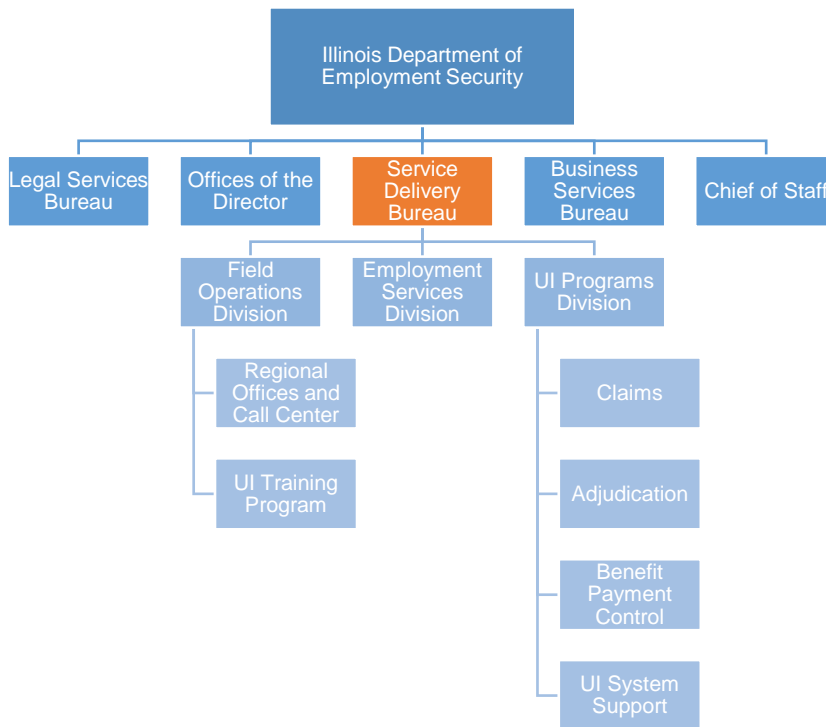 Illinois Department of
Employment Security
Legal Services
Bureau
Offices of the
Director
Service
Delivery
Bureau
Business
Services
Bureau
Chief of Staff
Field
Operations
Division
Employment
Services
Division
UI Programs
Division
Regional
Offices and
Call Center
UI Training
Program
Claims
Adjudication
Benefit
Payment
Control
UI System
Support